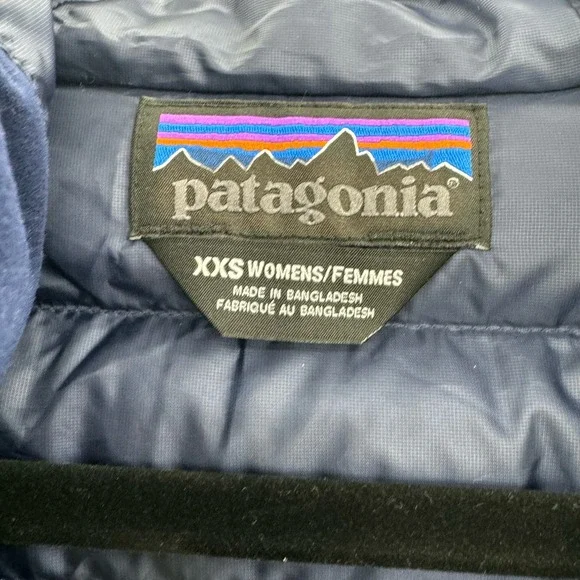 patagonia®
XXS WOMENS/FEMMES
MADE IN BANGLADESH
FABRIQUÉ AU BANGLADESH